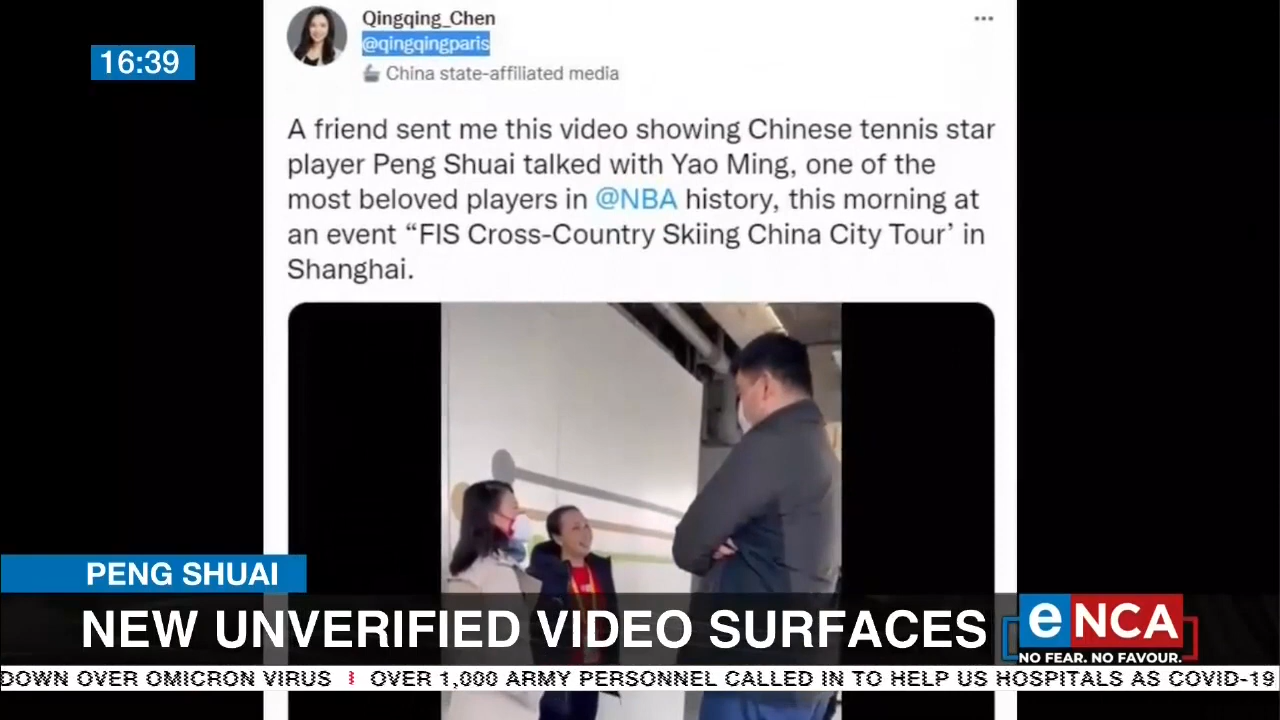 16:39
Qingqing_Chen
@qingqingparis
China state-affiliated media
A friend sent me this video showing Chinese tennis star
player Peng Shuai talked with Yao Ming, one of the
most beloved players in @NBA history, this morning at
an event “FIS Cross-Country Skiing China City Tour’ in
Shanghai.
PENG SHUAI
NEW UNVERIFIED VIDEO SURFACES
eNCA
NO FEAR. NO FAVOUR.
DOWN OVER OMICRON VIRUS OVER 1,000 ARMY PERSONNEL CALLED IN TO HELP US HOSPITALS AS COVID-19